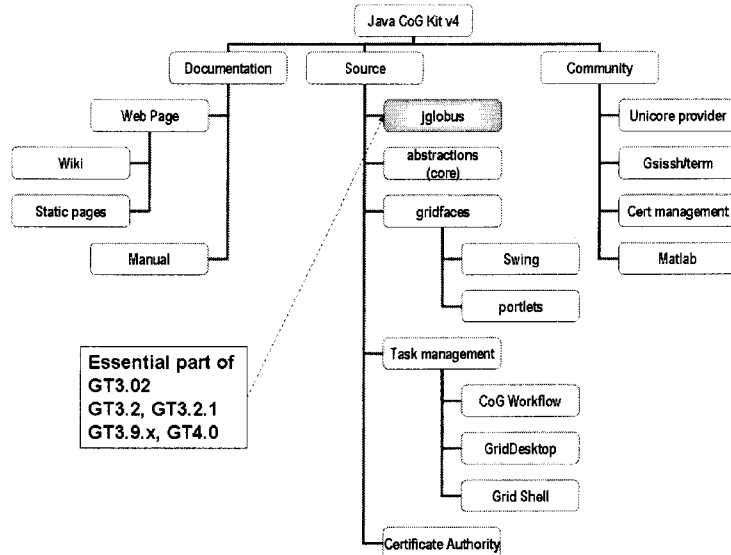 Java CoG Kit v4
Documentation
Source
Community
Web Page
jglobus
Unicore provider
Wiki
abstractions
(core)
Gsissh/term
Static pages
gridfaces
Cert management
Manual
Swing
Matlab
portlets
Essential part of
GT3.02
GT3.2, GT3.2.1
GT3.9.x, GT4.0
Task management
CoG Workflow
GridDesktop
Grid Shell
Certificate Authority